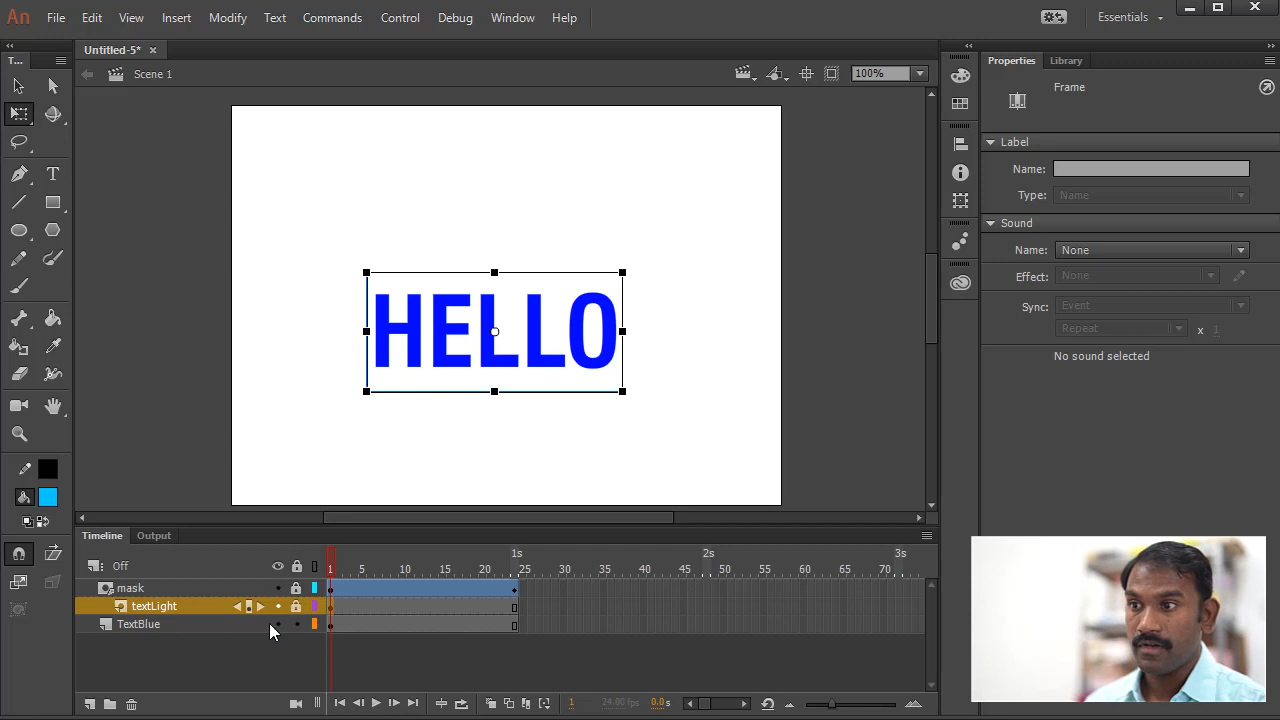 An File Edit View Insert Modify Text Commands Control Debug Window Help Essentials
T... Untitled-5* Properties Library
Scene 1 100%
Frame
Label
Name:
Type: Name
Sound
Name: None
Effect: None
Sync: Event
Repeat x 1
No sound selected
T
HELLO
Timeline Output
Off 1s 2s 3s
1 5 10 15 20 25 30 35 40 45 50 55 60 65 70
mask
textLight
TextBlue
1 24.00 fps 0.0s